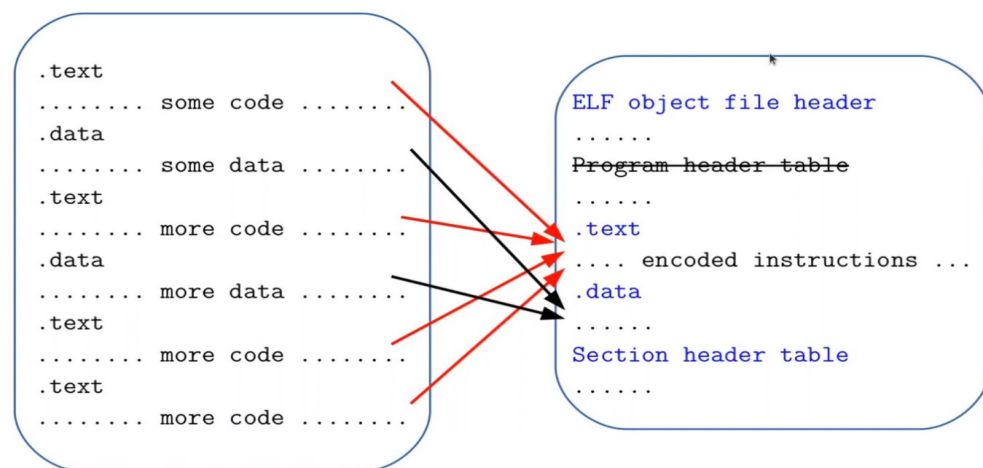 .text
........ some code ........
.data
........ some data ........
.text
........ more code ........
.data
........ more data ........
.text
........ more code ........
.text
........ more code ........
ELF object file header
......
Program header table
......
.text
.... encoded instructions ...
.data
......
Section header table
......